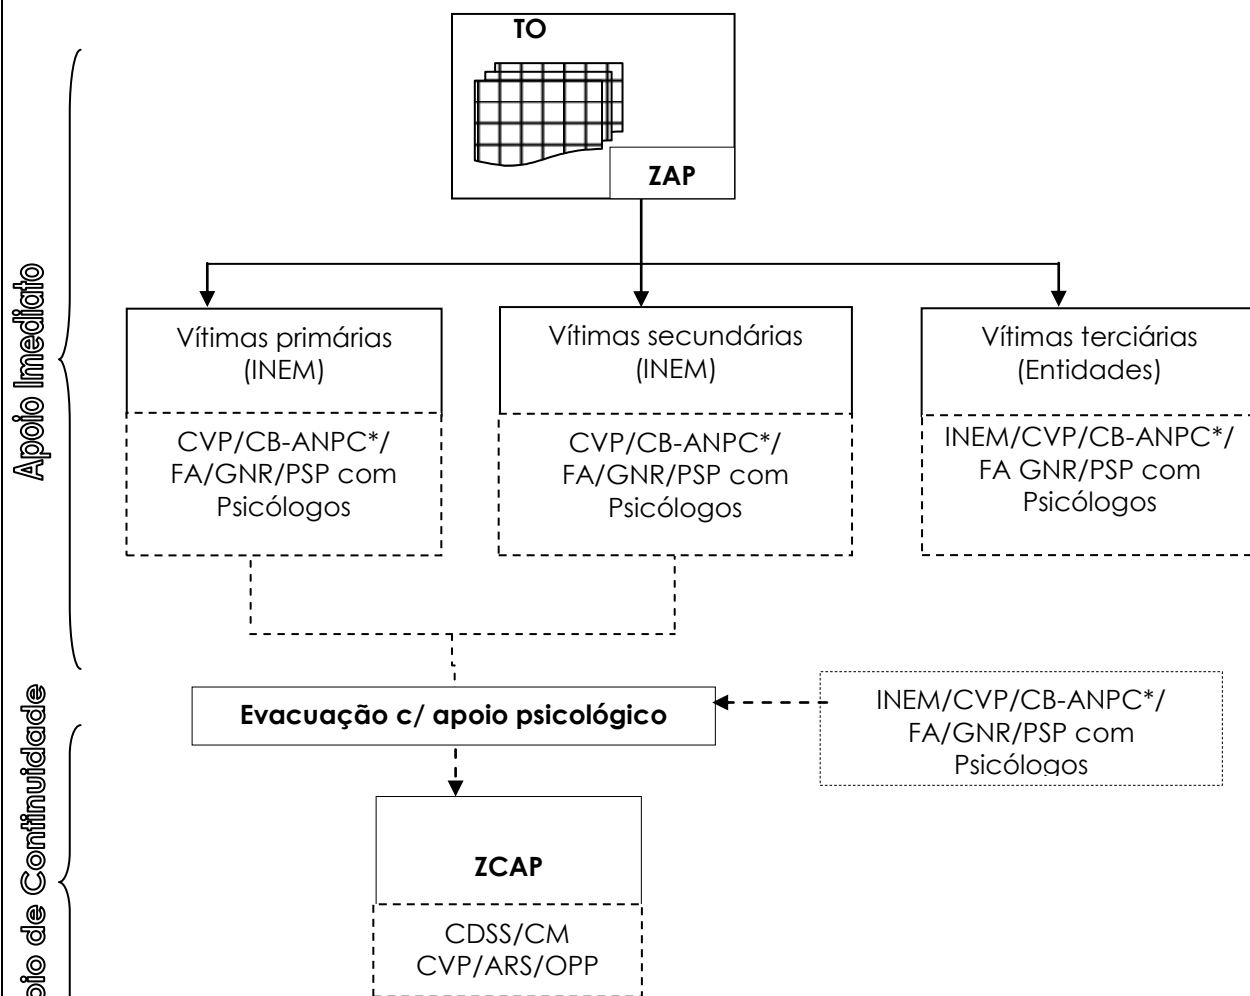 TO
ZAP
Apoio Imediato
Vítimas primárias
(INEM)
CVP/CB-ANPC*/
FA/GNR/PSP com
Psicólogos
Vítimas secundárias
(INEM)
CVP/CB-ANPC*/
FA/GNR/PSP com
Psicólogos
Vítimas terciárias
(Entidades)
INEM/CVP/CB-ANPC*/
FA GNR/PSP com
Psicólogos
Evacuação c/ apoio psicológico
INEM/CVP/CB-ANPC*/
FA/GNR/PSP com
Psicólogos
de Continuidade
ZCAP
CDSS/CM
CVP/ARS/OPP